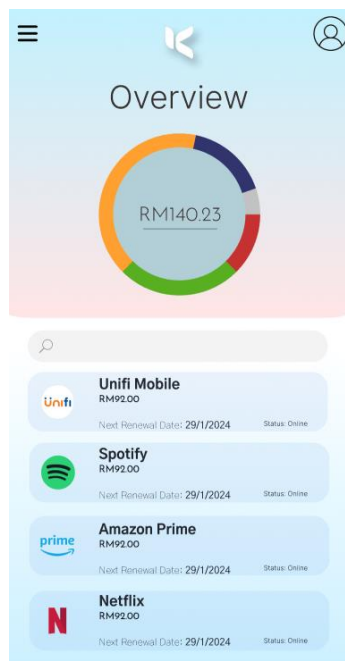 Overview
RM140.23
unifi
Unifi Mobile
RM92.00
Next Renewal Date: 29/1/2024 Status: Online
Spotify
RM92.00
Next Renewal Date: 29/1/2024 Status: Online
prime
Amazon Prime
RM92.00
Next Renewal Date: 29/1/2024 Status: Online
N
Netflix
RM92.00
Next Renewal Date: 29/1/2024 Status: Online